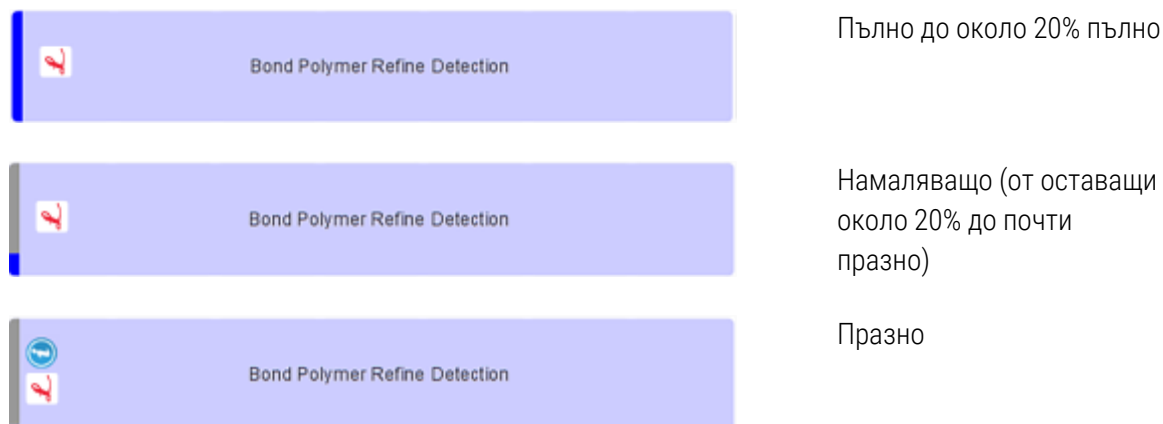 Bond Polymer Refine Detection
Пълно до около 20% пълно
Bond Polymer Refine Detection
Намаляващо (от оставащи
около 20% до почти
празно)
Bond Polymer Refine Detection
Празно